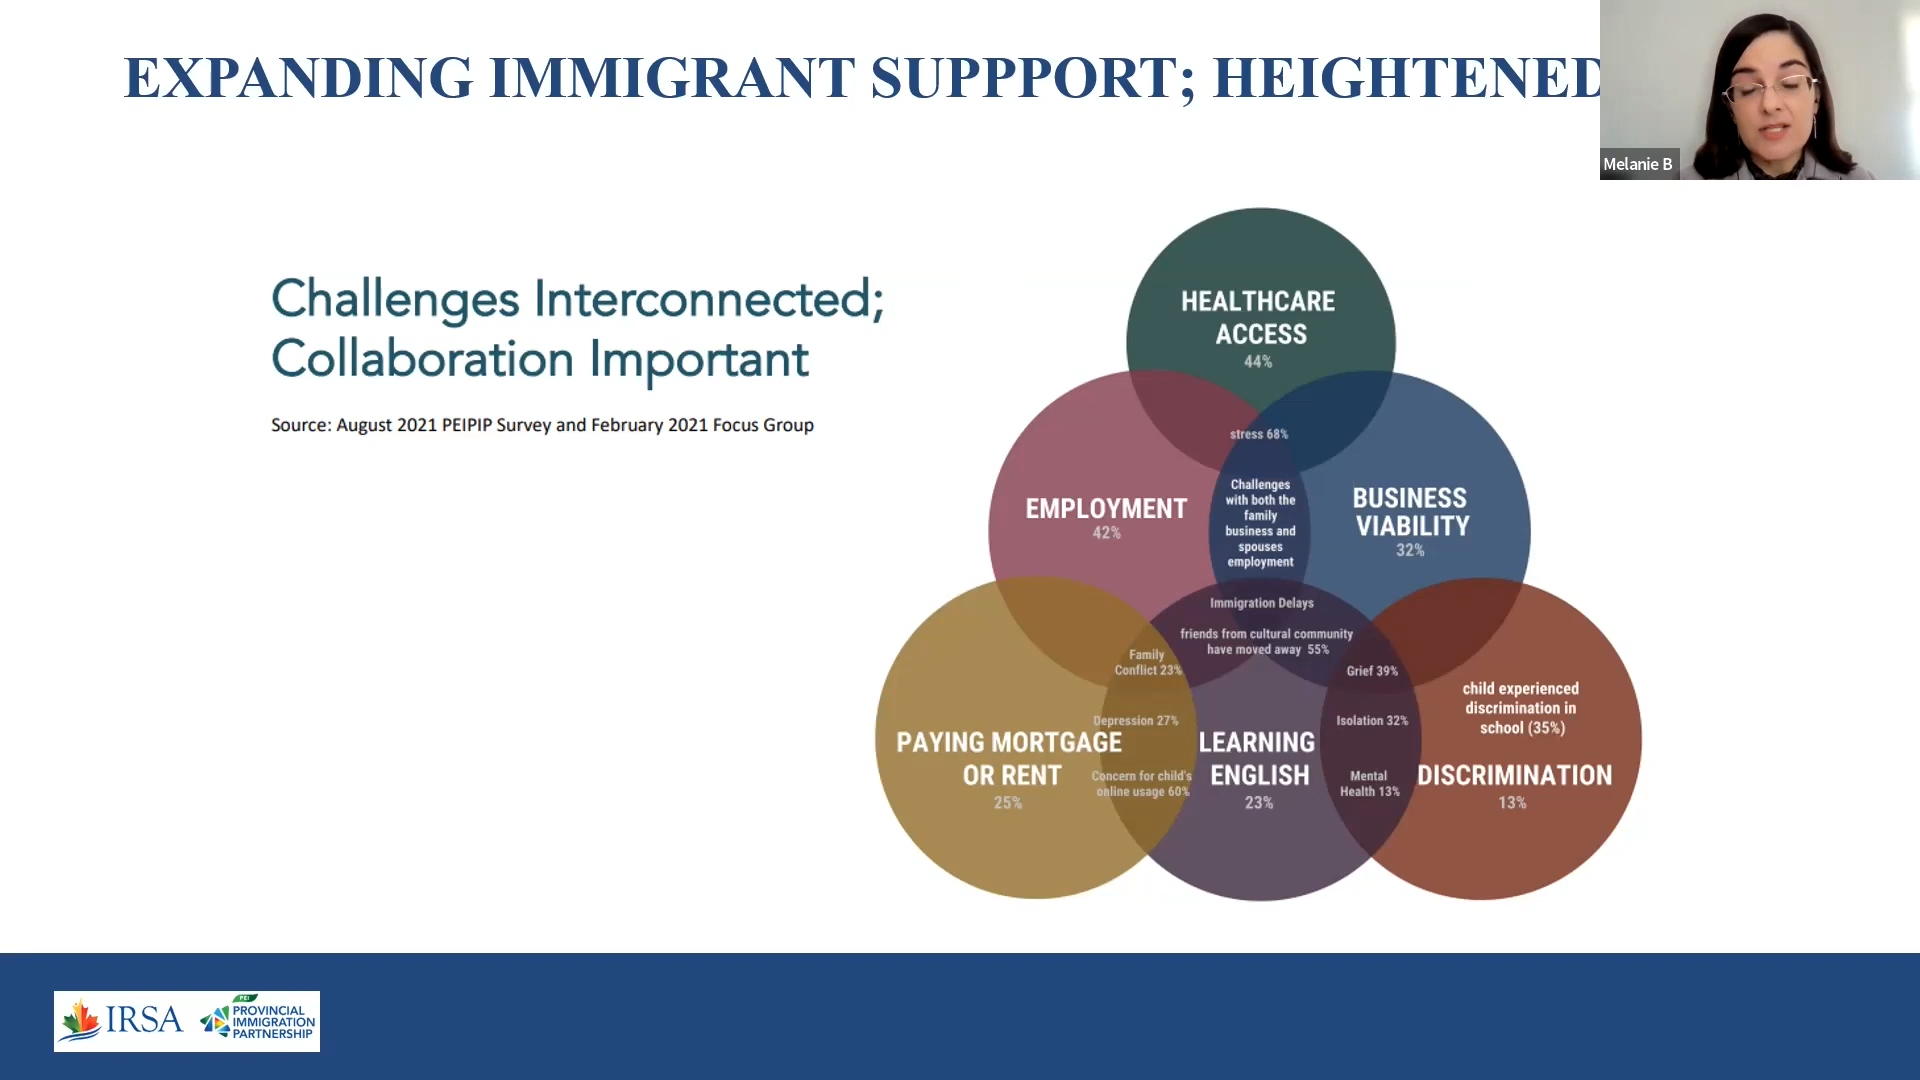 EXPANDING IMMIGRANT SUPPPORT; HEIGHTENED
Melanie B
Challenges Interconnected;
Collaboration Important
Source: August 2021 PEIPIP Survey and February 2021 Focus Group
HEALTHCARE
ACCESS
44%
stress 68%
EMPLOYMENT
42%
Challenges
with both the
family
business and
spouses
employment
BUSINESS
VIABILITY
32%
Immigration Delays
friends from cultural community
have moved away 55%
Family
Conflict 23%
Depression 27%
Concern for child's
online usage 60%
Grief 39%
Isolation 32%
Mental
Health 13%
PAYING MORTGAGE
OR RENT
25%
LEARNING
ENGLISH
23%
child experienced
discrimination in
school (35%)
DISCRIMINATION
13%
IRSA
PEI
PROVINCIAL
IMMIGRATION
PARTNERSHIP